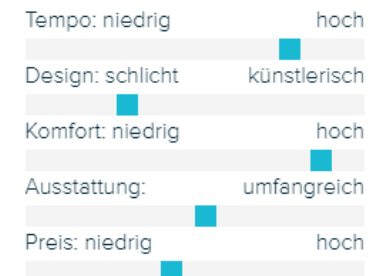 Tempo: niedrig hoch
Design: schlicht künstlerisch
Komfort: niedrig hoch
Ausstattung: umfangreich
Preis: niedrig hoch